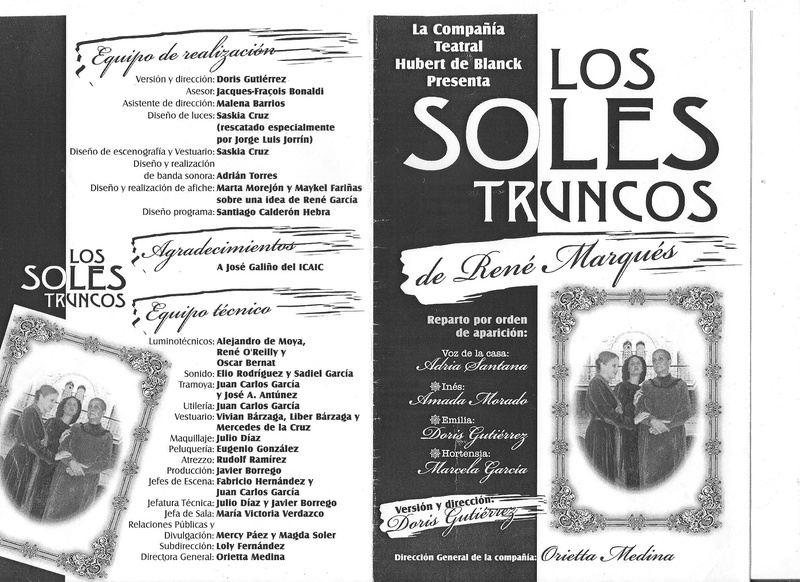 Equipo de realización
Versión y dirección: Doris Gutiérrez
Asesor: Jacques-Fraçois Bonaldi
Asistente de dirección: Malena Barrios
Diseño de luces: Saskia Cruz
(rescatado especialmente
por Jorge Luis Jorrín)
Diseño de escenografía y Vestuario: Saskia Cruz
Diseño y realización
de banda sonora: Adrián Torres
Diseño y realización de afiche: Marta Morejón y Maykel Fariñas
sobre una idea de René García
Diseño programa: Santiago Calderón Hebra
Agradecimientos
A José Galiño del ICAIC
LOS
SOLES
TRUNCOS
Equipo técnico
Luminotécnicos: Alejandro de Moya,
René O'Reilly y
Oscar Bernat
Sonido: Elio Rodríguez y Sadiel García
Tramoya: Juan Carlos García
y José A. Antúnez
Utilería: Juan Carlos García
Vestuario: Vivian Bárzaga, Liber Bárzaga y
Mercedes de la Cruz
Maquillaje: Julio Díaz
Peluquería: Eugenio González
Atrezzo: Rudolf Ramírez
Producción: Javier Borrego
Jefes de Escena: Fabricio Hernández y
Juan Carlos García
Jefatura Técnica: Julio Díaz y Javier Borrego
Jefa de Sala: María Victoria Verdazco
Relaciones Públicas y
Divulgación: Mercy Páez y Magda Soler
Subdirección: Loly Fernández
Directora General: Orietta Medina
La Compañía
Teatral
Hubert de Blanck
Presenta
LOS
SOLES
TRUNCOS
de René Marqués
Reparto por orden
de aparición:
Voz de la casa:
Adria Santana
Inés:
Amada Morado
Emilia:
Doris Gutiérrez
Hortensia:
Marcela García
Versión y dirección:
Doris Gutiérrez
Dirección General de la compañía: Orietta Medina